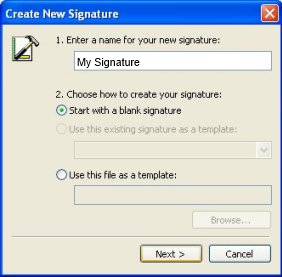 Create New Signature
1. Enter a name for your new signature:
My Signature
2. Choose how to create your signature:
Start with a blank signature
Use this existing signature as a template:
Use this file as a template:
Browse...
Next >
Cancel